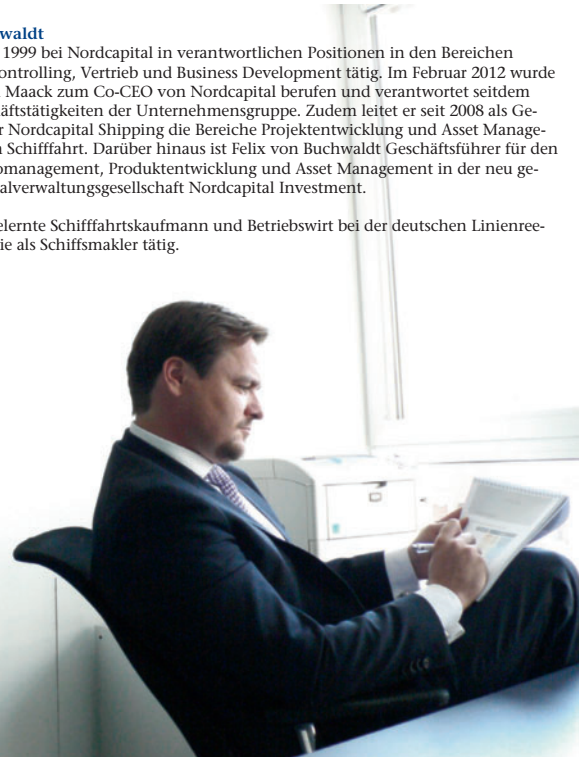 waldt
1999 bei Nordcapital in verantwortlichen Positionen in den Bereichen
ontrolling, Vertrieb und Business Development tätig. Im Februar 2012 wurde
Maack zum Co-CEO von Nordcapital berufen und verantwortet seitdem
äftstätigkeiten der Unternehmensgruppe. Zudem leitet er seit 2008 als Ge-
r Nordcapital Shipping die Bereiche Projektentwicklung und Asset Manage-
n Schifffahrt. Darüber hinaus ist Felix von Buchwaldt Geschäftsführer für den
omanagement, Produktentwicklung und Asset Management in der neu ge-
alverwaltungsgesellschaft Nordcapital Investment.
elernte Schifffahrtskaufmann und Betriebswirt bei der deutschen Linienree-
ie als Schiffsmakler tätig.